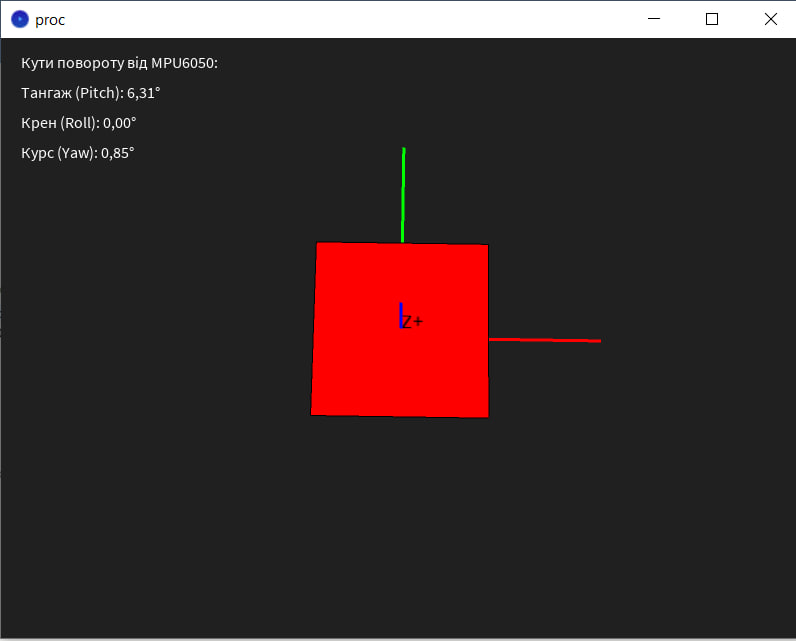 proc
Кути повороту від MPU6050:
Тангаж (Pitch): 6,31°
Крен (Roll): 0,00°
Курс (Yaw): 0,85°
Z+